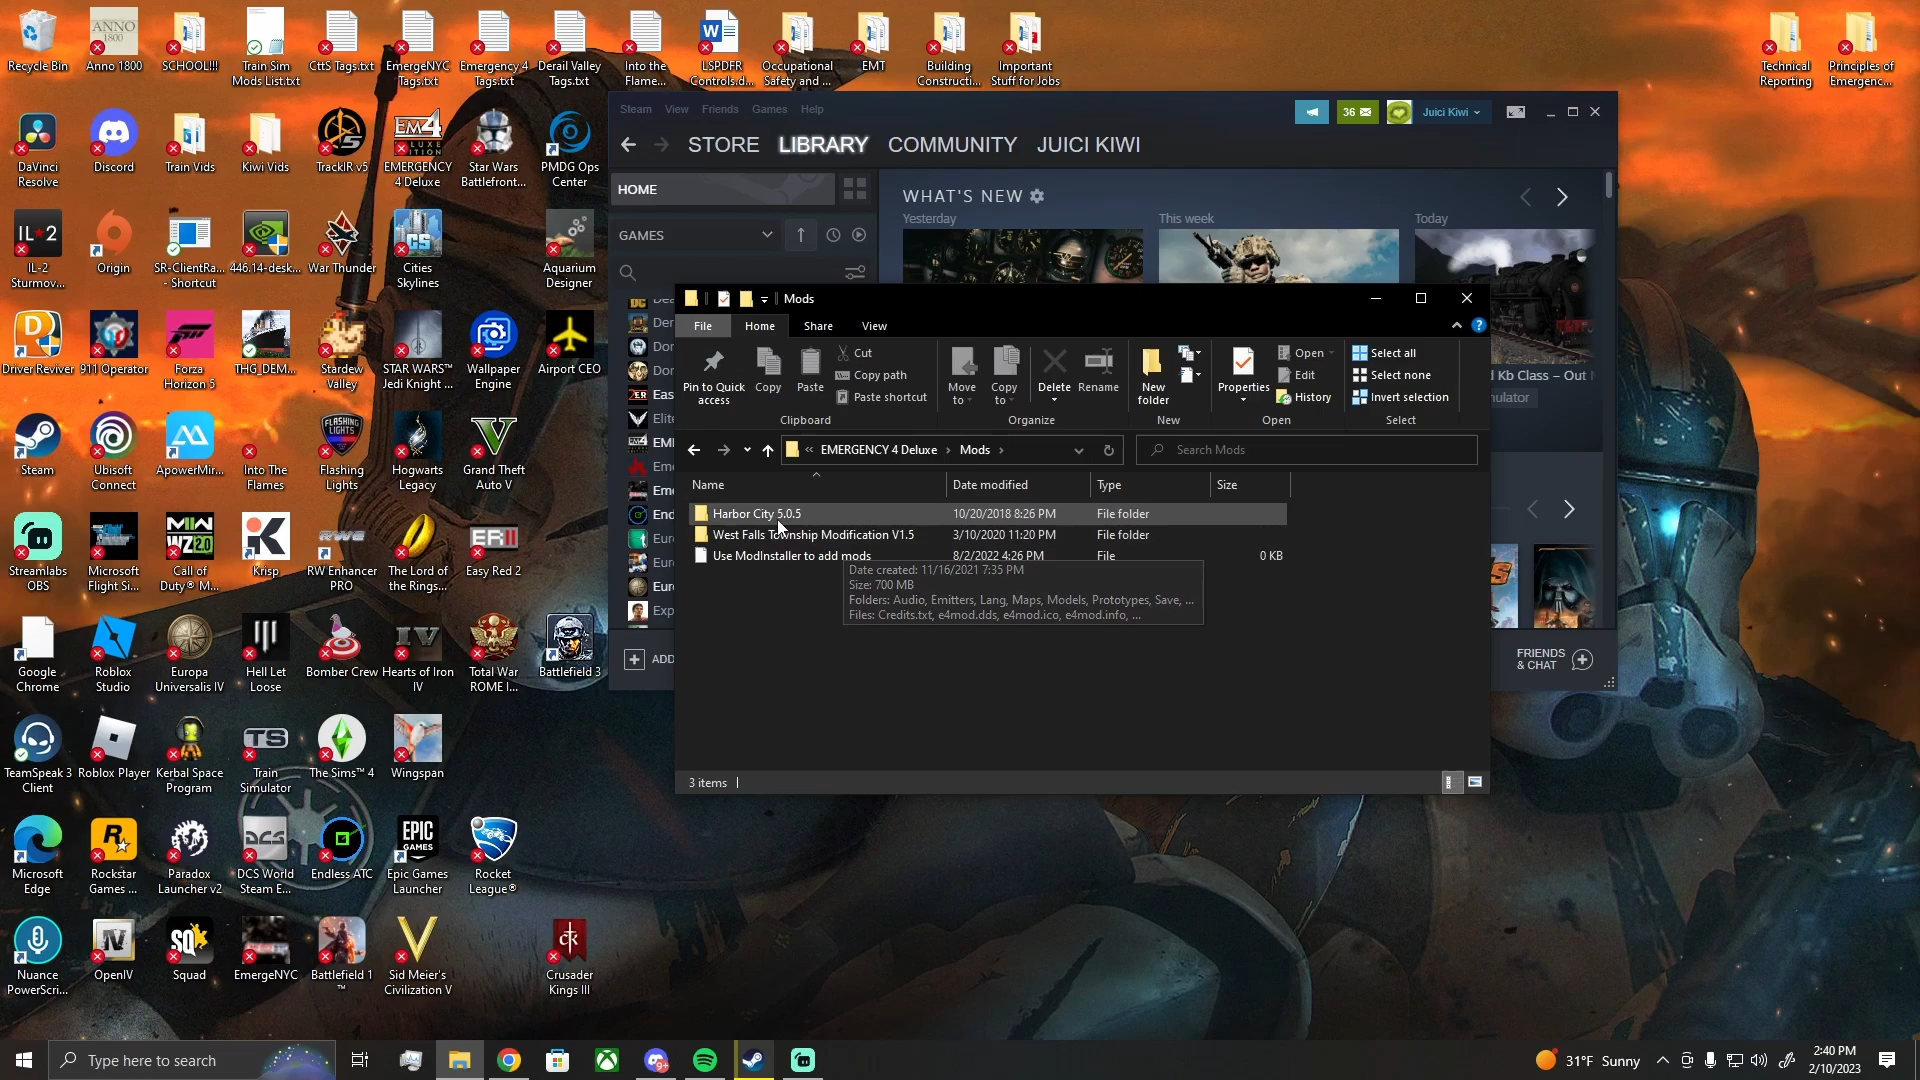 Recycle Bin
Anno 1800
SCHOOL!!!
Train Sim
Mods List.txt
CttS Tags.txt
EmergeNYC
Tags.txt
Emergency 4
Tags.txt
Derail Valley
Tags.txt
Into the
Flame...
LSPDFR
Controls.d...
Occupational
Safety and ...
EMT
Building
Constructi...
Important
Stuff for Jobs
Technical
Reporting
Principles of
Emergenc...
DaVinci
Resolve
Discord
Train Vids
Kiwi Vids
TrackIR v5
EMERGENCY
4 Deluxe
Star Wars
Battlefront...
PMDG Ops
Center
IL-2
Sturmov...
Origin
SR-ClientRa...
- Shortcut
446.14-desk...
War Thunder
Cities
Skylines
Aquarium
Designer
Driver Reviver
911 Operator
Forza
Horizon 5
THG_DEM...
Stardew
Valley
STAR WARS™
Jedi Knight ...
Wallpaper
Engine
Airport CEO
Steam
Ubisoft
Connect
ApowerMir...
Into The
Flames
Flashing
Lights
Hogwarts
Legacy
Grand Theft
Auto V
Streamlabs
OBS
Microsoft
Flight Si...
Call of
Duty® M...
Krisp
RW Enhancer
PRO
The Lord of
the Rings...
Easy Red 2
Google
Chrome
Roblox
Studio
Europa
Universalis IV
Hell Let
Loose
Bomber Crew
Hearts of Iron
IV
Total War
ROME I...
Battlefield 3
TeamSpeak 3
Client
Roblox Player
Kerbal Space
Program
Train
Simulator
The Sims™ 4
Wingspan
Microsoft
Edge
Rockstar
Games ...
Paradox
Launcher v2
DCS World
Steam E...
Endless ATC
Epic Games
Launcher
Rocket
League®
Nuance
PowerScri...
OpenIV
Squad
EmergeNYC
Battlefield 1
™
Sid Meier's
Civilization V
Crusader
Kings III
Steam View Friends Games Help
36
Juici Kiwi
STORE LIBRARY COMMUNITY JUICI KIWI
HOME
WHAT'S NEW
Yesterday
This week
Today
GAMES
Kb Class – Out
ADD
FRIENDS
& CHAT
Mods
File Home Share View
Pin to Quick
access
Copy
Paste
Cut
Copy path
Paste shortcut
Move
to
Copy
to
Delete
Rename
New
folder
Properties
Open
Edit
History
Select all
Select none
Invert selection
Clipboard
Organize
New
Open
Select
« EMERGENCY 4 Deluxe > Mods >
Search Mods
Name Date modified Type Size
Harbor City 5.0.5 10/20/2018 8:26 PM File folder
West Falls Township Modification V1.5 3/10/2020 11:20 PM File folder
Use ModInstaller to add mods 8/2/2022 4:26 PM File 0 KB
Date created: 11/16/2021 7:35 PM
Size: 700 MB
Folders: Audio, Emitters, Lang, Maps, Models, Prototypes, Save, ...
Files: Credits.txt, e4mod.dds, e4mod.ico, e4mod.info, ...
3 items
Type here to search
31°F Sunny
2:40 PM
2/10/2023